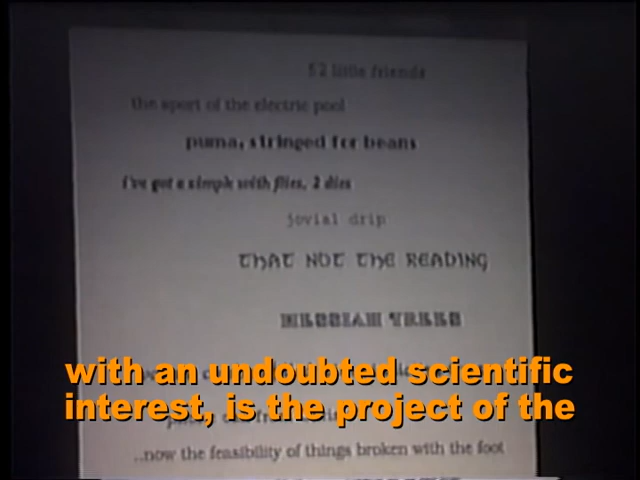 52 little friends
the sport of the electric pool
puma, stringed for beans
I've got a simple with flies, 2 dies
jovial drip
THAT NOT THE READING
MESSIAH TREES
with an undoubted scientific
interest, is the project of the
..now the feasibility of things broken with the foot